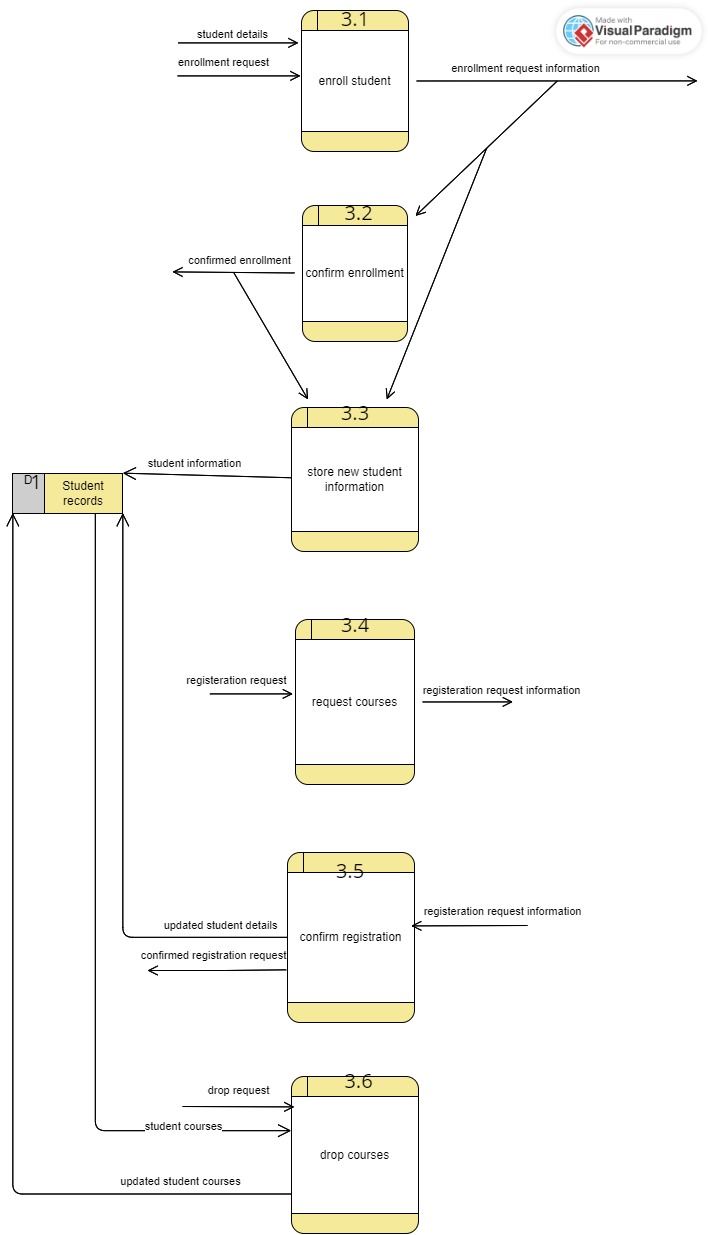 3.1
Made with
Visual Paradigm
For non-commercial use
student details
enrollment request
enroll student
enrollment request information
3.2
confirmed enrollment
confirm enrollment
3.3
student information
store new student
information
D1
Student
records
3.4
registeration request
registeration request information
request courses
3.5
registeration request information
updated student details
confirm registration
confirmed registration request
3.6
drop request
student courses
drop courses
updated student courses